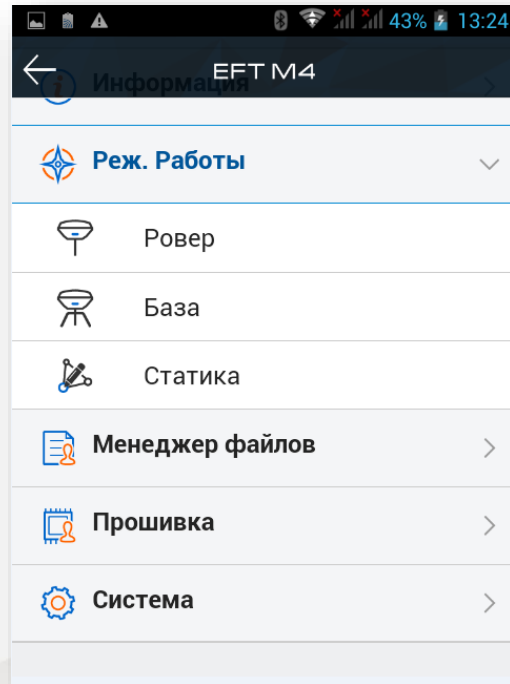 43% 13:24
EFT M4
Информация
Реж. Работы
Ровер
База
Статика
Менеджер файлов
Прошивка
Система